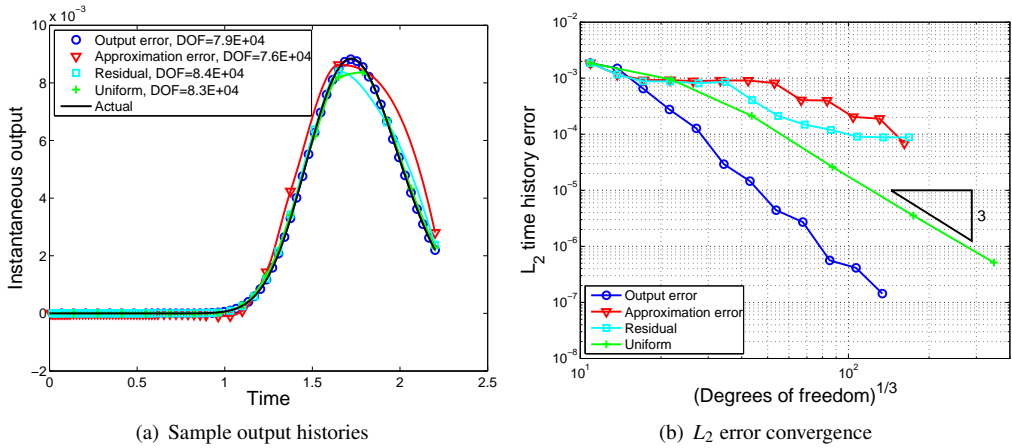 x 10⁻³
10
8
6
4
2
0
−2
0
0.5
1
1.5
2
2.5
Instantaneous output
Time
Output error, DOF=7.9E+04
Approximation error, DOF=7.6E+04
Residual, DOF=8.4E+04
Uniform, DOF=8.3E+04
Actual
(a) Sample output histories
10⁻²
10⁻³
10⁻⁴
10⁻⁵
10⁻⁶
10⁻⁷
10⁻⁸
10¹
10²
L₂ time history error
(Degrees of freedom)¹/³
3
Output error
Approximation error
Residual
Uniform
(b) L₂ error convergence